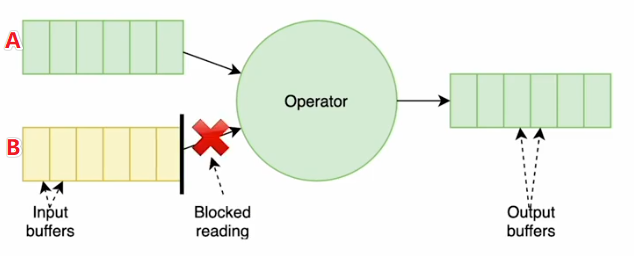 A
Operator
B
Input
buffers
Blocked
reading
Output
buffers